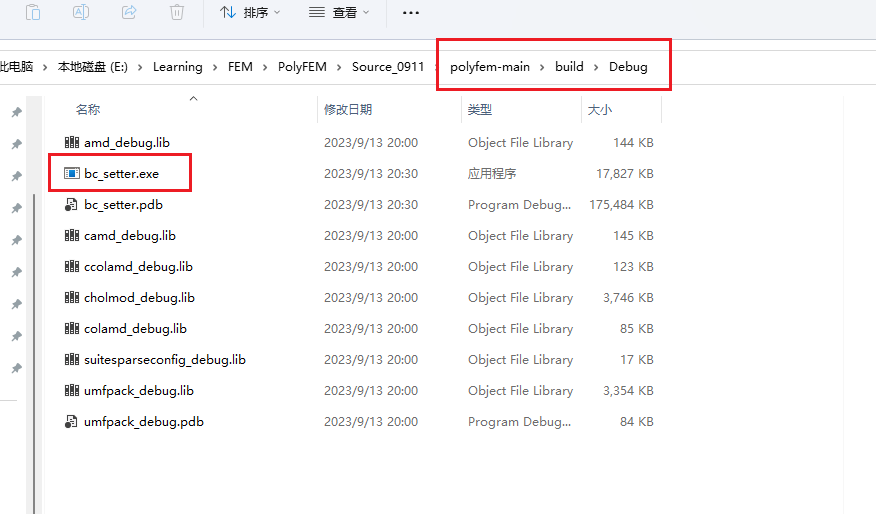 排序 查看
此电脑 本地磁盘 (E:) Learning FEM PolyFEM Source_0911 polyfem-main build Debug
名称 修改日期 类型 大小
amd_debug.lib 2023/9/13 20:00 Object File Library 144 KB
bc_setter.exe 2023/9/13 20:30 应用程序 17,827 KB
bc_setter.pdb 2023/9/13 20:30 Program Debug... 175,484 KB
camd_debug.lib 2023/9/13 20:00 Object File Library 145 KB
ccolamd_debug.lib 2023/9/13 20:00 Object File Library 123 KB
cholmod_debug.lib 2023/9/13 20:00 Object File Library 3,746 KB
colamd_debug.lib 2023/9/13 20:00 Object File Library 85 KB
suitesparseconfig_debug.lib 2023/9/13 20:00 Object File Library 17 KB
umfpack_debug.lib 2023/9/13 20:00 Object File Library 3,354 KB
umfpack_debug.pdb 2023/9/13 20:00 Program Debug... 84 KB